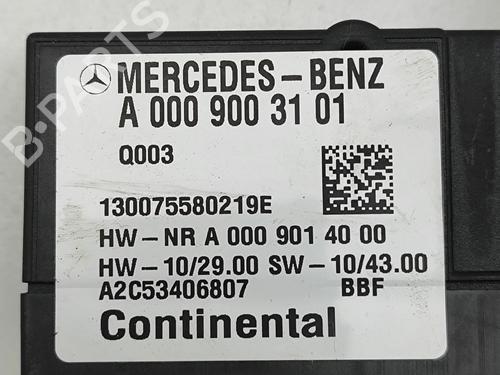 MERCEDES-BENZ
A 000 900 31 01
Q003
130075580219E
HW-NR A 000 901 40 00
HW-10/29.00 SW-10/43.00
A2C53406807 BBF
Continental
B-PARTS